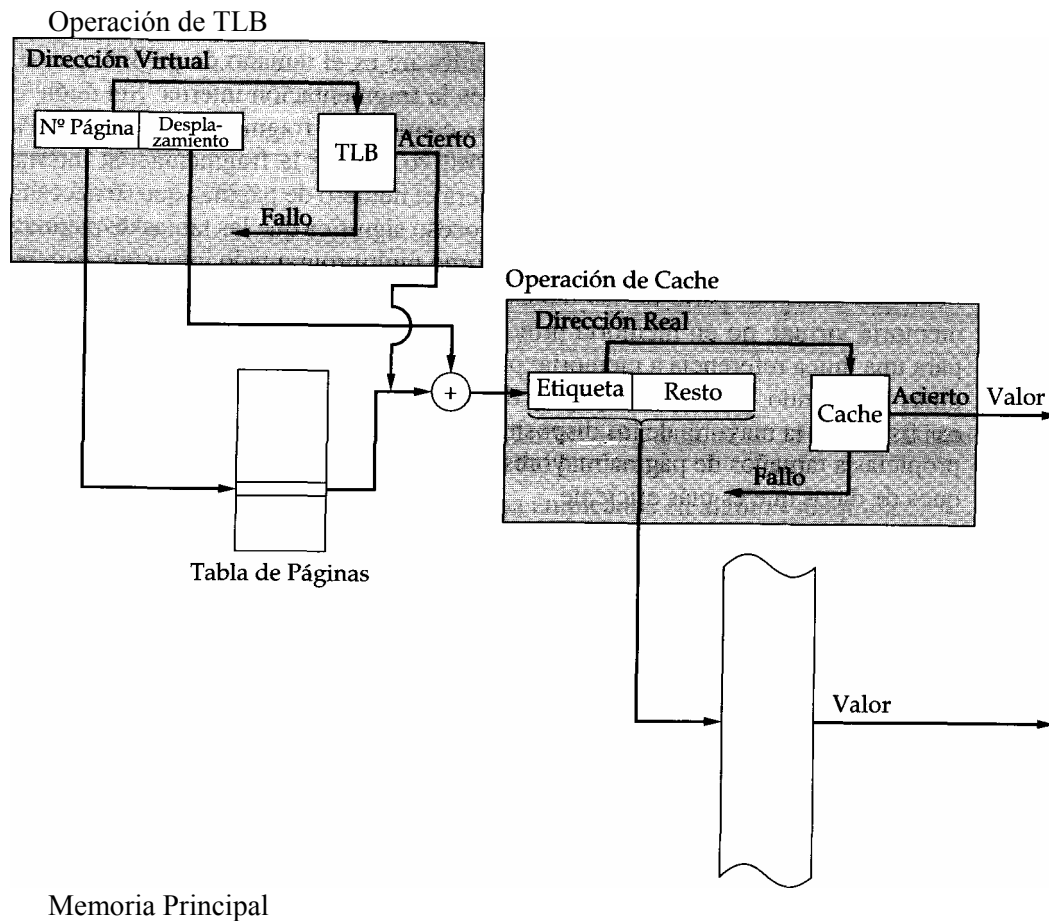 Operación de TLB
Dirección Virtual
Nº Página
Despla-
zamiento
TLB
Acierto
Fallo
Operación de Cache
Dirección Real
Etiqueta
Resto
Cache
Acierto
Valor
Fallo
Tabla de Páginas
Valor
Memoria Principal